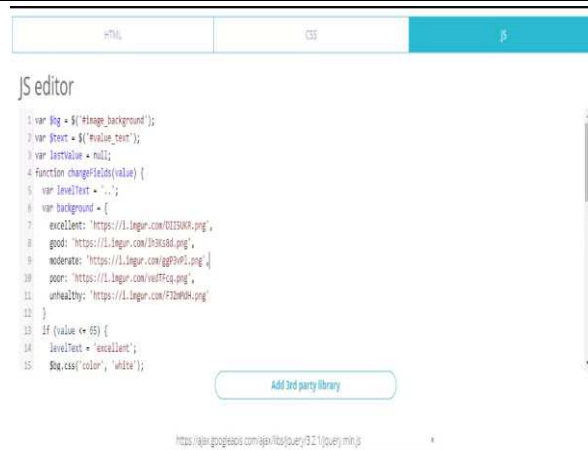 HTML
CSS
JS
JS editor
1 var $bg = $('#image_background');
2 var $text = $('#value_text');
3 var lastValue = null;
4 function changeFields(value) {
5 var levelText = '..';
6 var background = {
7 excellent: 'https://i.imgur.com/DIISUKR.png',
8 good: 'https://i.imgur.com/ih3Ks8d.png',
9 moderate: 'https://i.imgur.com/ggP3vPl.png',
10 poor: 'https://i.imgur.com/vedTFcq.png',
11 unhealthy: 'https://i.imgur.com/F32mMdH.png'
12 }
13 if (value <= 65) {
14 levelText = 'excellent';
15 $bg.css('color', 'white');
Add 3rd party library
https://ajax.googleapis.com/ajax/libs/jquery/3.2.1/jquery.min.js